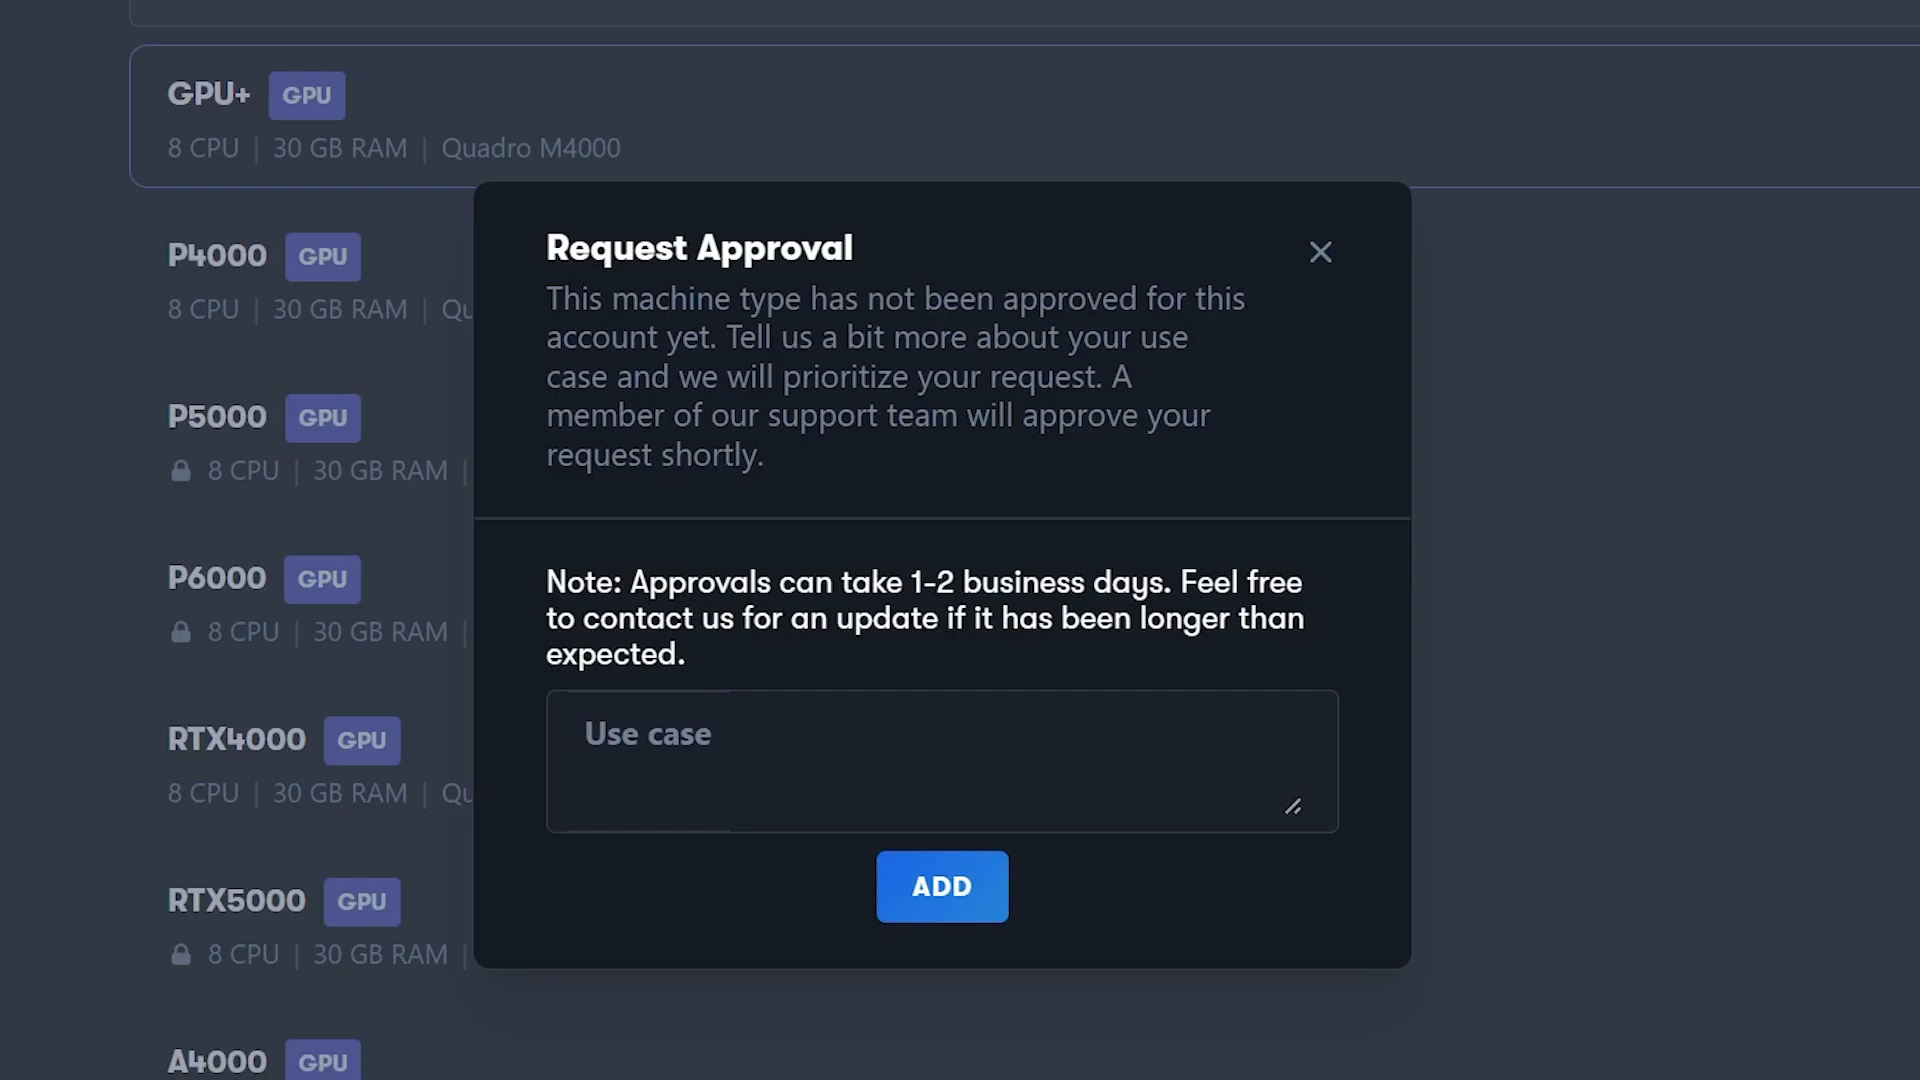 GPU+ GPU
8 CPU | 30 GB RAM | Quadro M4000
P4000 GPU
8 CPU | 30 GB RAM |
P5000 GPU
8 CPU | 30 GB RAM |
P6000 GPU
8 CPU | 30 GB RAM |
RTX4000 GPU
8 CPU | 30 GB RAM |
RTX5000 GPU
8 CPU | 30 GB RAM |
A4000 GPU
Request Approval
This machine type has not been approved for this
account yet. Tell us a bit more about your use
case and we will prioritize your request. A
member of our support team will approve your
request shortly.
Note: Approvals can take 1-2 business days. Feel free
to contact us for an update if it has been longer than
expected.
Use case
ADD